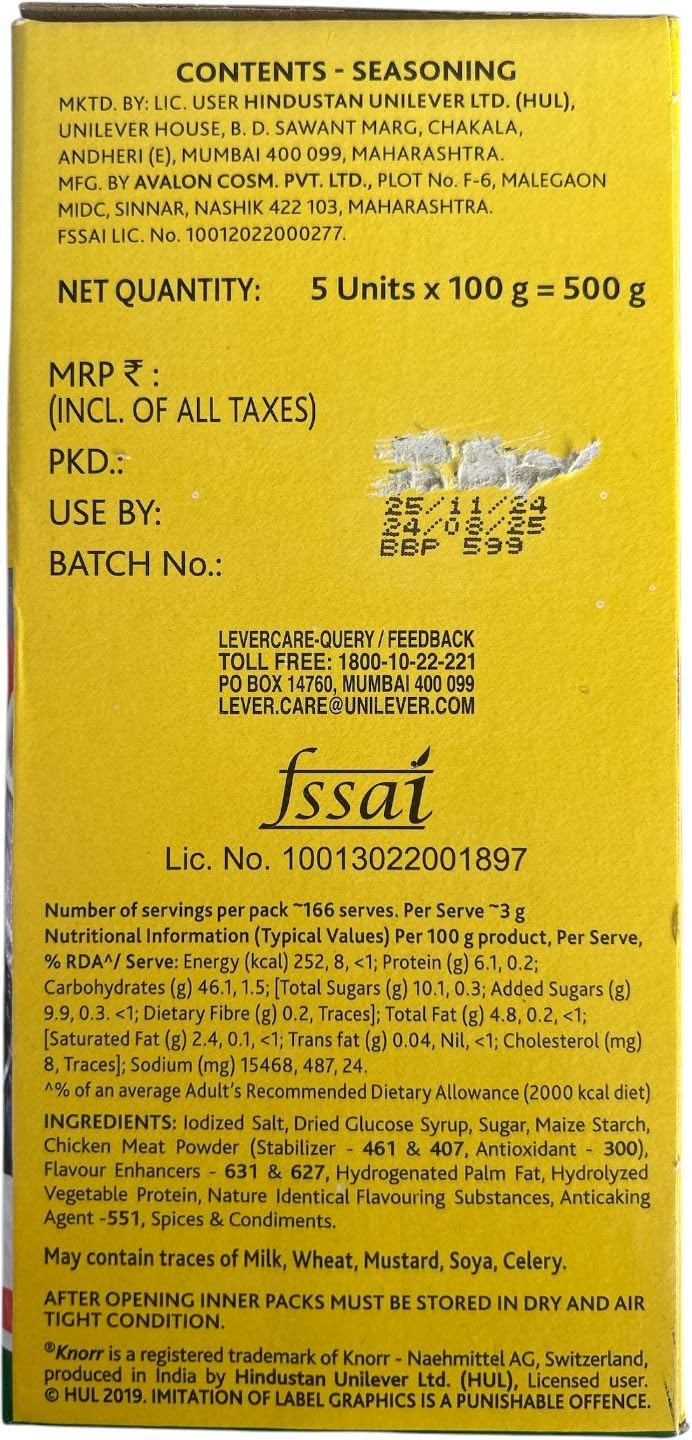 CONTENTS - SEASONING
MKTD. BY: LIC. USER HINDUSTAN UNILEVER LTD. (HUL),
UNILEVER HOUSE, B. D. SAWANT MARG, CHAKALA,
ANDHERI (E), MUMBAI 400 099, MAHARASHTRA.
MFG. BY AVALON COSM. PVT. LTD., PLOT No. F-6, MALEGAON
MIDC, SINNAR, NASHIK 422 103, MAHARASHTRA.
FSSAI LIC. No. 10012022000277.
NET QUANTITY: 5 Units x 100 g = 500 g
MRP ₹ :
(INCL. OF ALL TAXES)
PKD.:
USE BY:
BATCH No.:
25/11/24
24/08/25
BBP 599
LEVERCARE-QUERY / FEEDBACK
TOLL FREE: 1800-10-22-221
PO BOX 14760, MUMBAI 400 099
LEVER.CARE@UNILEVER.COM
fssai
Lic. No. 10013022001897
Number of servings per pack ~166 serves. Per Serve ~3 g
Nutritional Information (Typical Values) Per 100 g product, Per Serve,
% RDA^/ Serve: Energy (kcal) 252, 8, <1; Protein (g) 6.1, 0.2;
Carbohydrates (g) 46.1, 1.5; [Total Sugars (g) 10.1, 0.3; Added Sugars (g)
9.9, 0.3. <1; Dietary Fibre (g) 0.2, Traces]; Total Fat (g) 4.8, 0.2, <1;
[Saturated Fat (g) 2.4, 0.1, <1; Trans fat (g) 0.04, Nil, <1; Cholesterol (mg)
8, Traces]; Sodium (mg) 15468, 487, 24.
^% of an average Adult's Recommended Dietary Allowance (2000 kcal diet)
INGREDIENTS: Iodized Salt, Dried Glucose Syrup, Sugar, Maize Starch,
Chicken Meat Powder (Stabilizer - 461 & 407, Antioxidant - 300),
Flavour Enhancers - 631 & 627, Hydrogenated Palm Fat, Hydrolyzed
Vegetable Protein, Nature Identical Flavouring Substances, Anticaking
Agent -551, Spices & Condiments.
May contain traces of Milk, Wheat, Mustard, Soya, Celery.
AFTER OPENING INNER PACKS MUST BE STORED IN DRY AND AIR
TIGHT CONDITION.
®Knorr is a registered trademark of Knorr - Naehmittel AG, Switzerland,
produced in India by Hindustan Unilever Ltd. (HUL), Licensed user.
© HUL 2019. IMITATION OF LABEL GRAPHICS IS A PUNISHABLE OFFENCE.